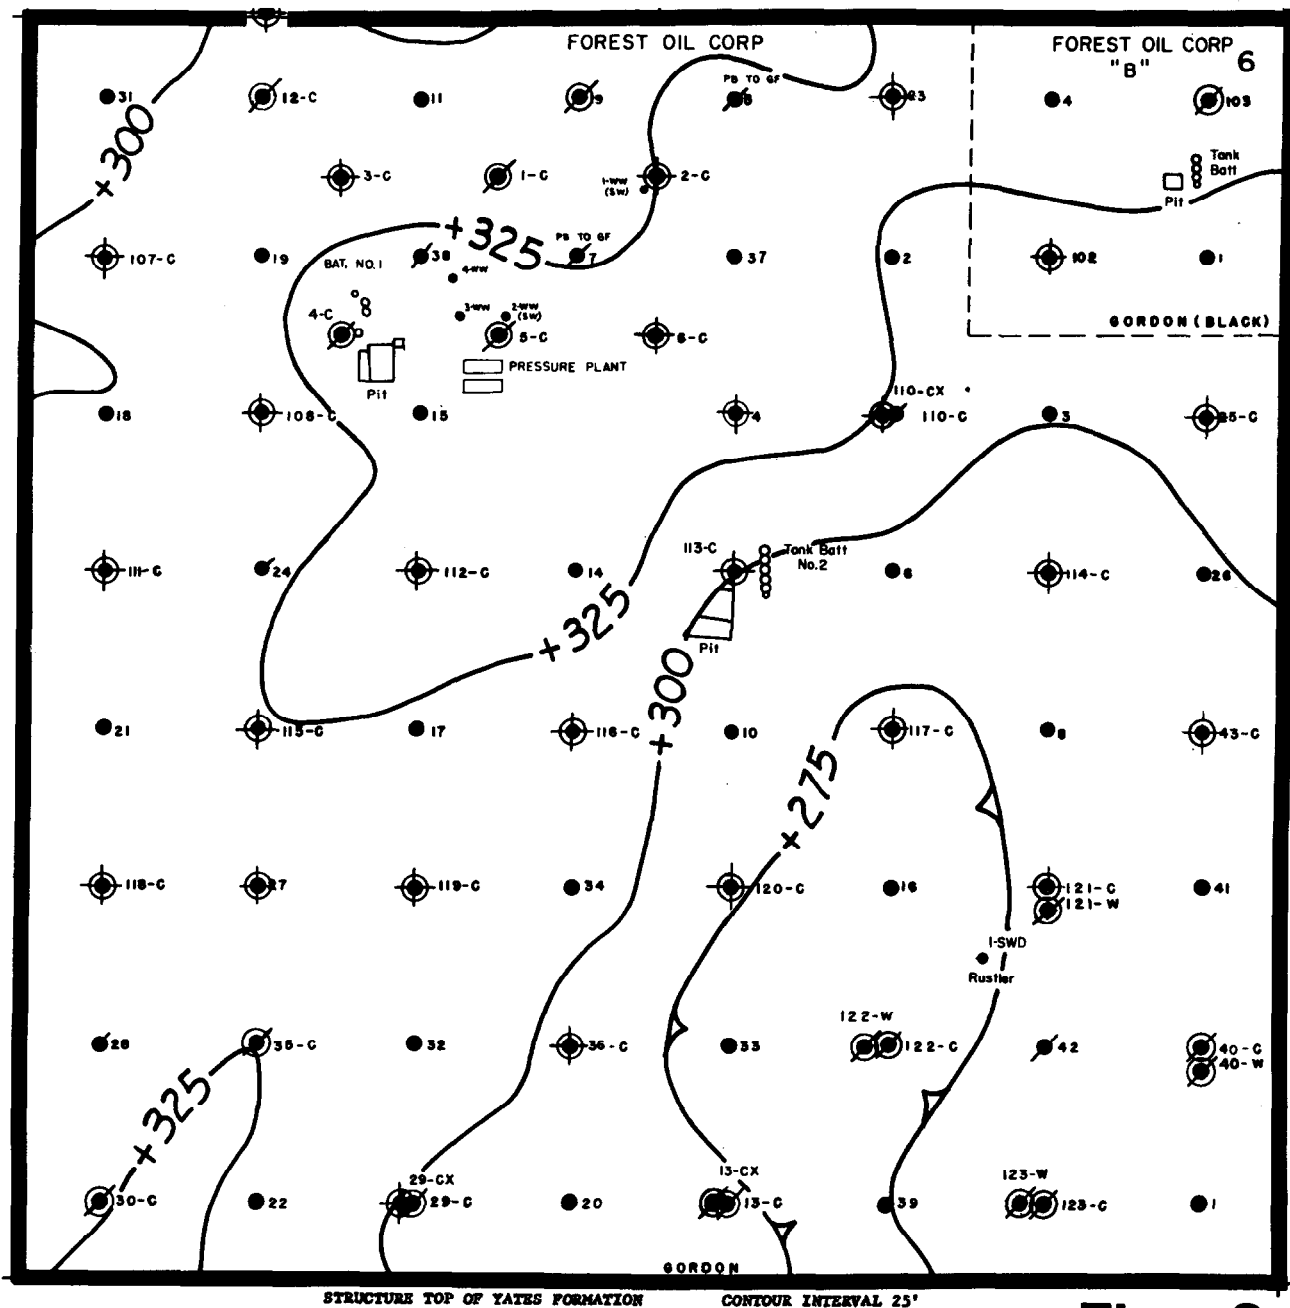 FOREST OIL CORP
FOREST OIL CORP
"B"
6
31
12-C
11
9
PB TO GF
23
4
103
+300
3-C
1-C
1-WW
(SW)
2-C
Tank
Batt
Pit
107-C
19
BAT. NO.1
38
+325
PB TO GF
7
37
2
102
1
4-WW
4-C
3-WW
2-WW
(SW)
5-C
6-C
GORDON (BLACK)
PRESSURE PLANT
Pit
18
108-C
15
4
110-CX
110-C
3
25-C
111-C
24
112-C
14
113-C
Tank Batt
No.2
6
114-C
26
+325
Pit
+300
21
115-C
17
116-C
10
117-C
8
43-C
+275
118-C
27
119-C
34
120-C
16
121-C
121-W
41
1-SWD
Rustler
28
35-C
32
36-C
33
122-W
122-C
42
40-C
40-W
+325
30-C
22
29-CX
29-C
20
13-CX
13-C
39
123-W
123-C
1
GORDON
STRUCTURE TOP OF YATES FORMATION CONTOUR INTERVAL 25'